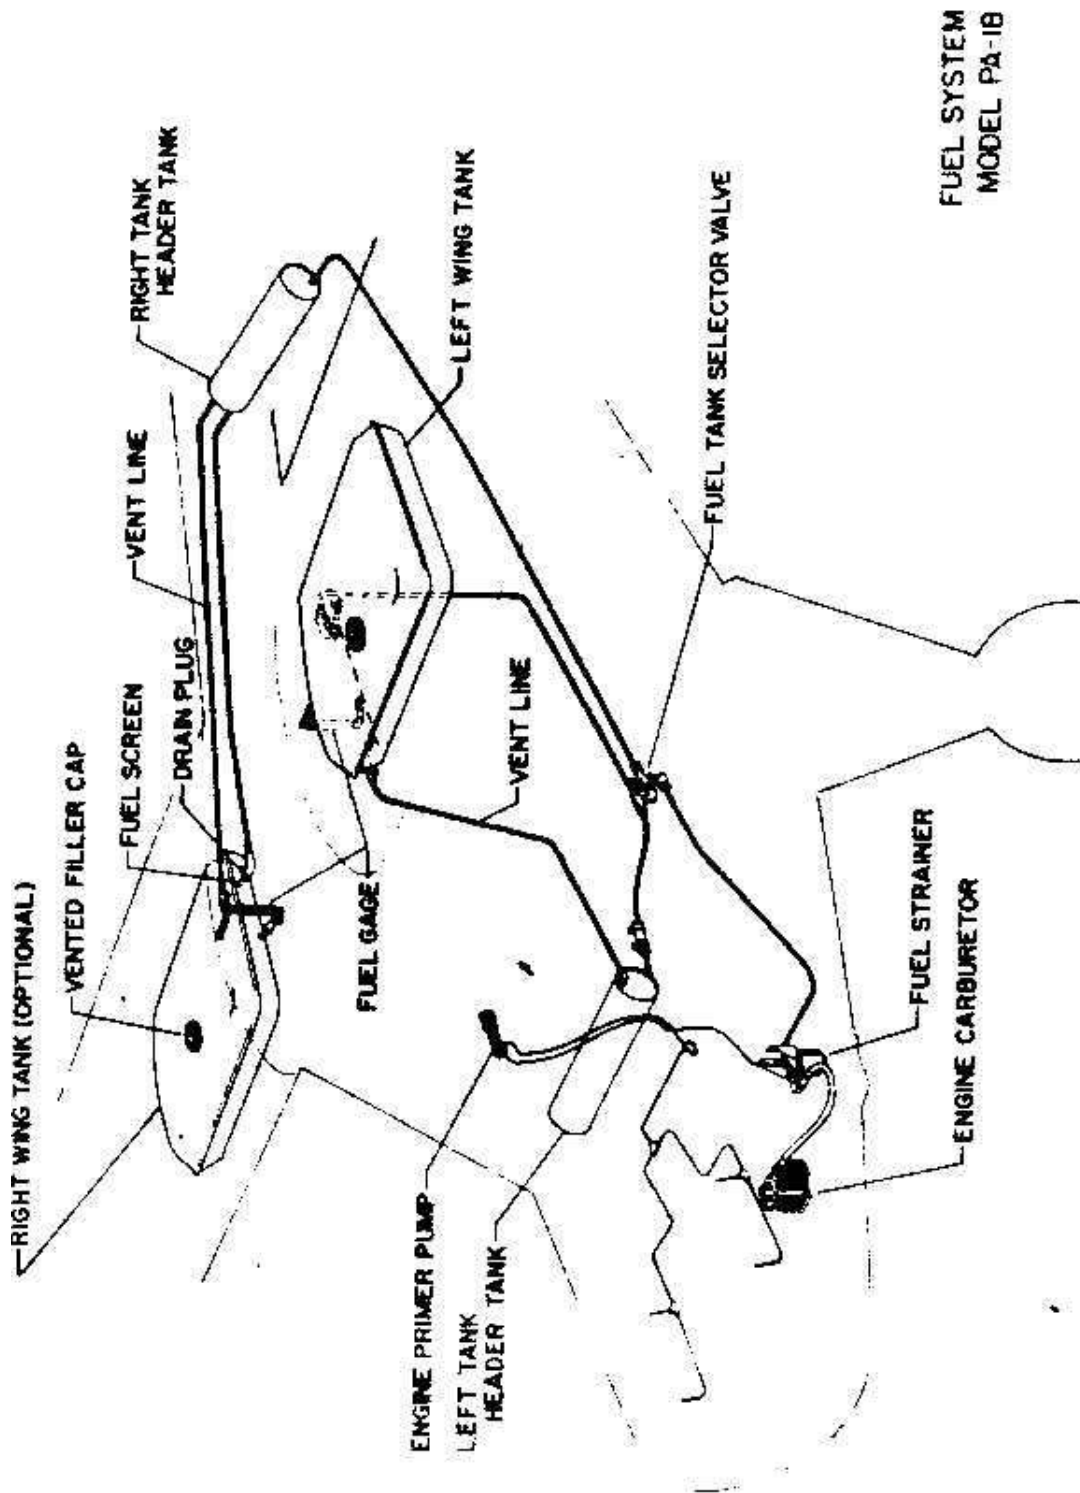 RIGHT WING TANK (OPTIONAL)
VENTED FILLER CAP
FUEL SCREEN
DRAIN PLUG
VENT LINE
RIGHT TANK
HEADER TANK
FUEL GAGE
LEFT WING TANK
VENT LINE
FUEL TANK SELECTOR VALVE
ENGINE PRIMER PUMP
LEFT TANK
HEADER TANK
FUEL STRAINER
ENGINE CARBURETOR
FUEL SYSTEM
MODEL PA-18